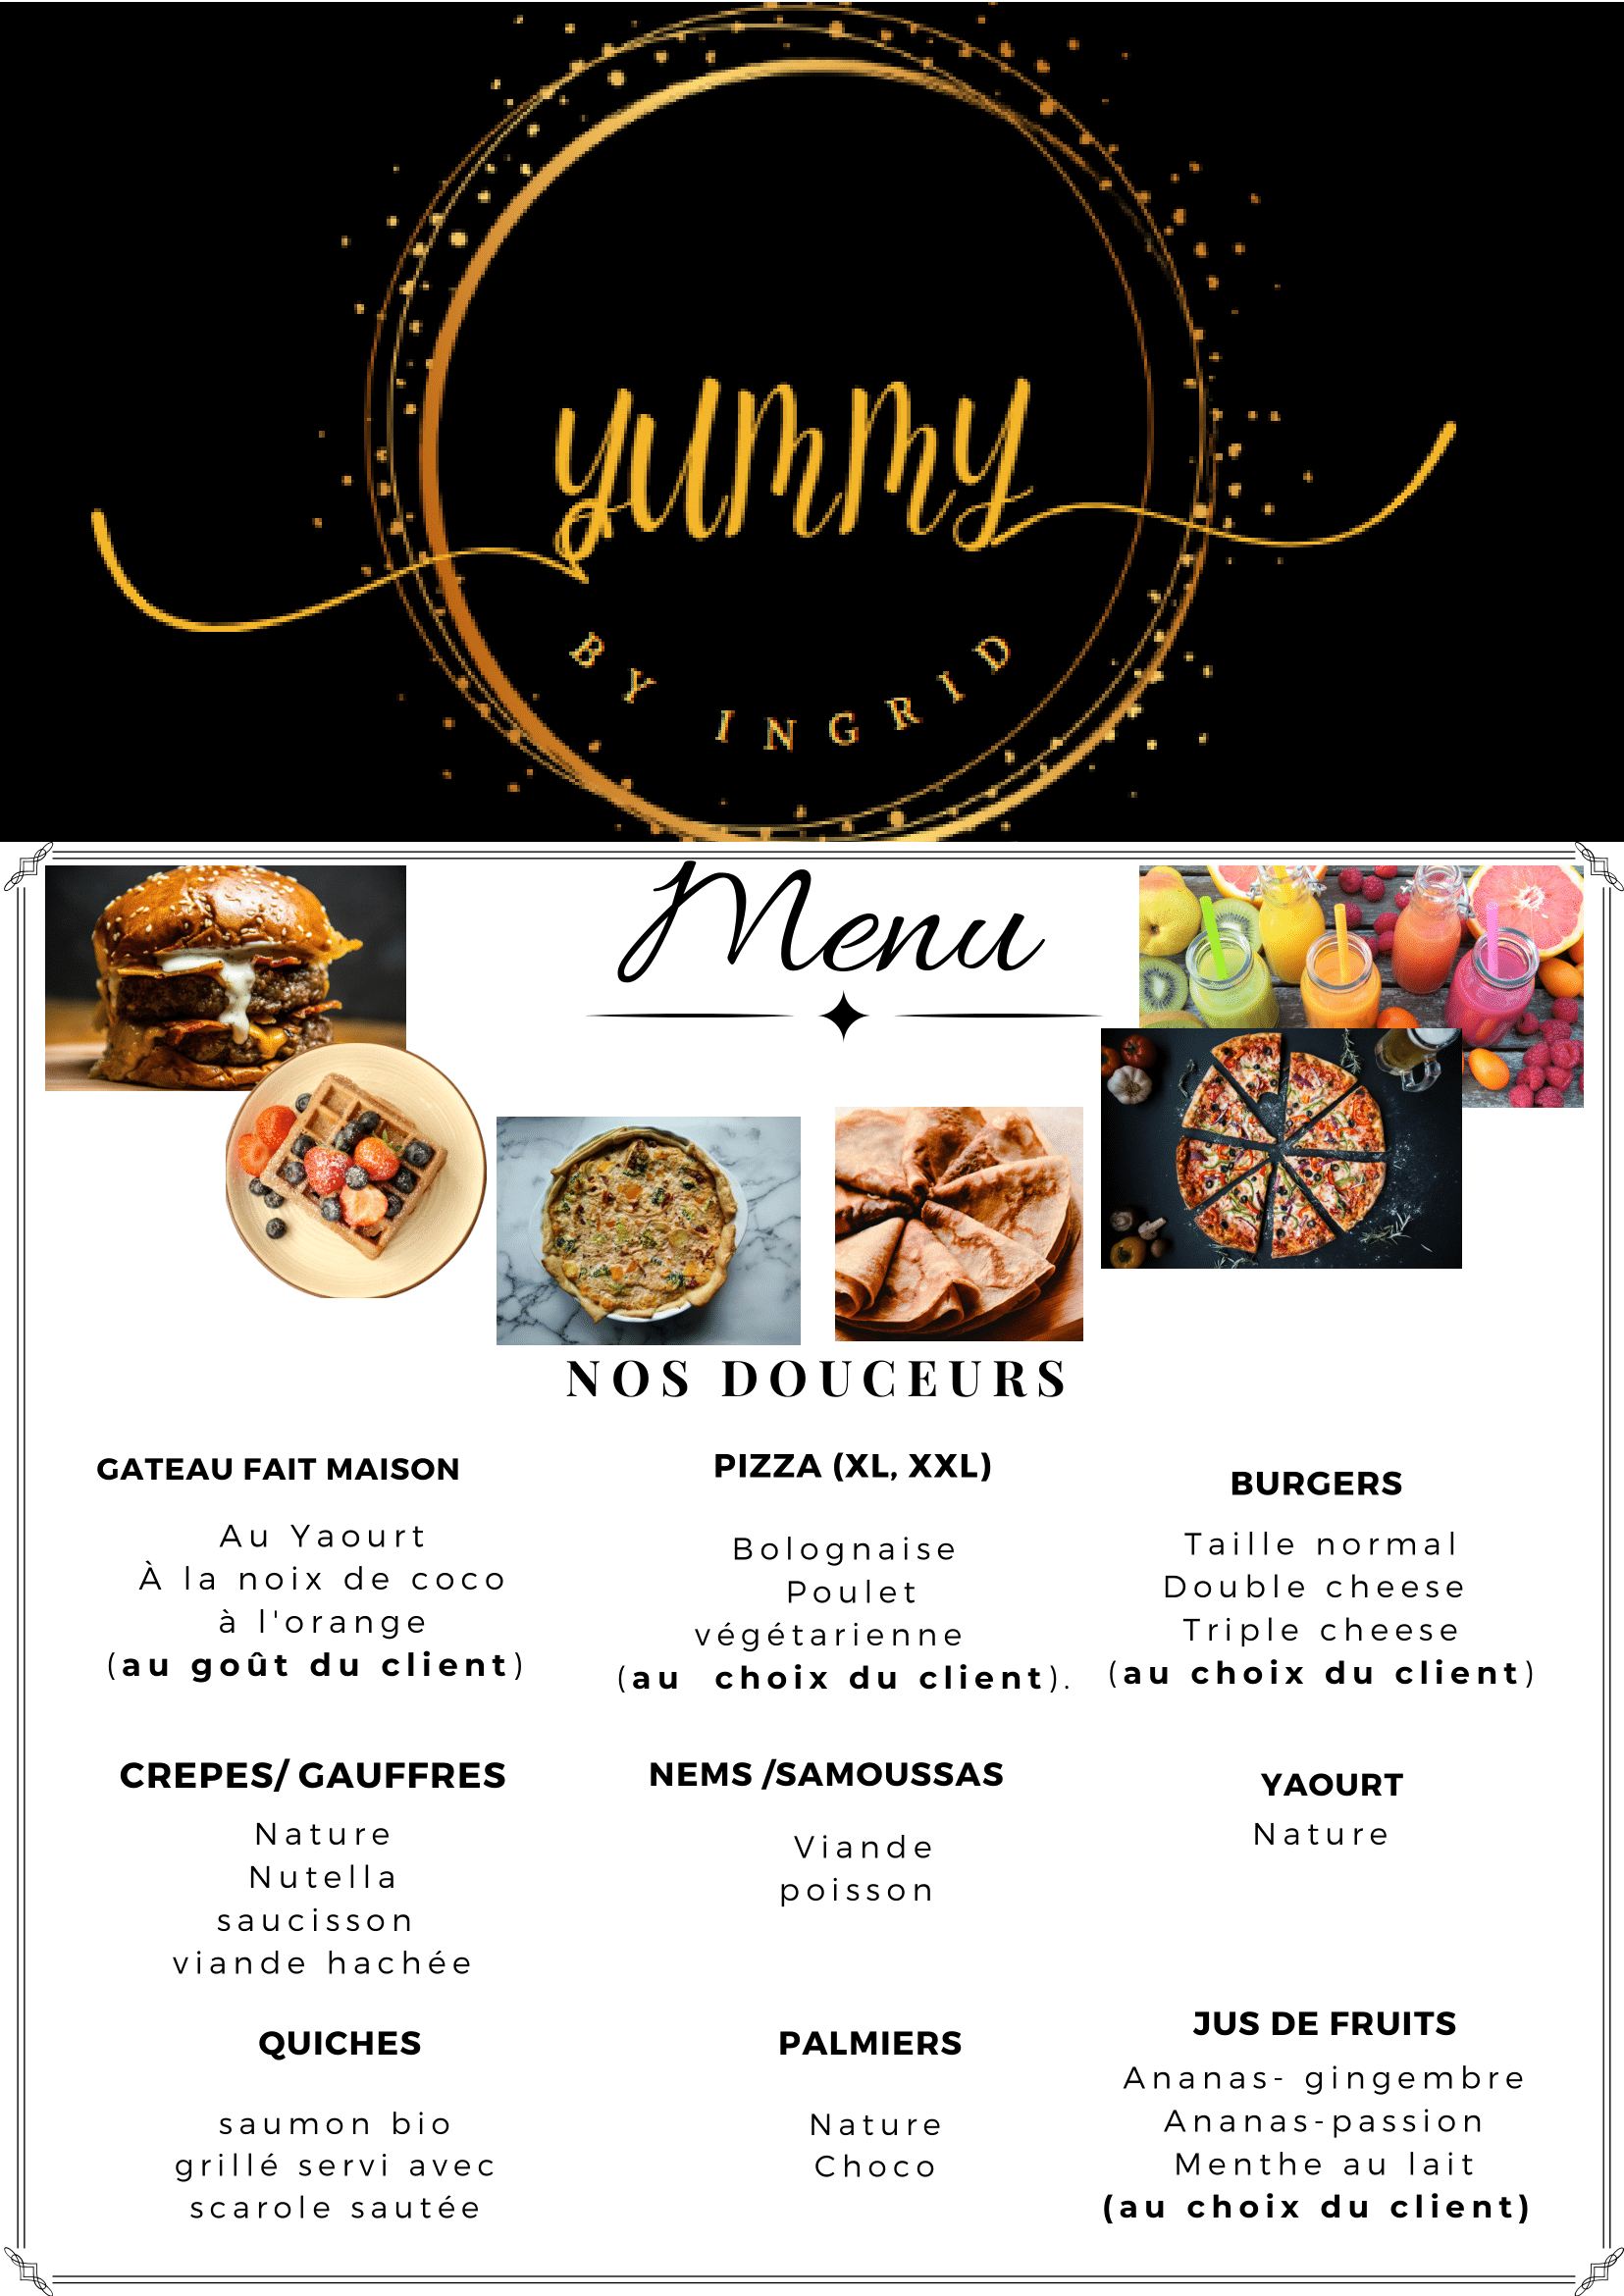 yummy
BY INGRID
Menu
NOS DOUCEURS
GATEAU FAIT MAISON
Au Yaourt
À la noix de coco
à l'orange
(au goût du client)
PIZZA (XL, XXL)
Bolognaise
Poulet
végétarienne
(au choix du client).
BURGERS
Taille normal
Double cheese
Triple cheese
(au choix du client)
CREPES/ GAUFFRES
Nature
Nutella
saucisson
viande hachée
NEMS /SAMOUSSAS
Viande
poisson
YAOURT
Nature
QUICHES
saumon bio
grillé servi avec
scarole sautée
PALMIERS
Nature
Choco
JUS DE FRUITS
Ananas- gingembre
Ananas-passion
Menthe au lait
(au choix du client)